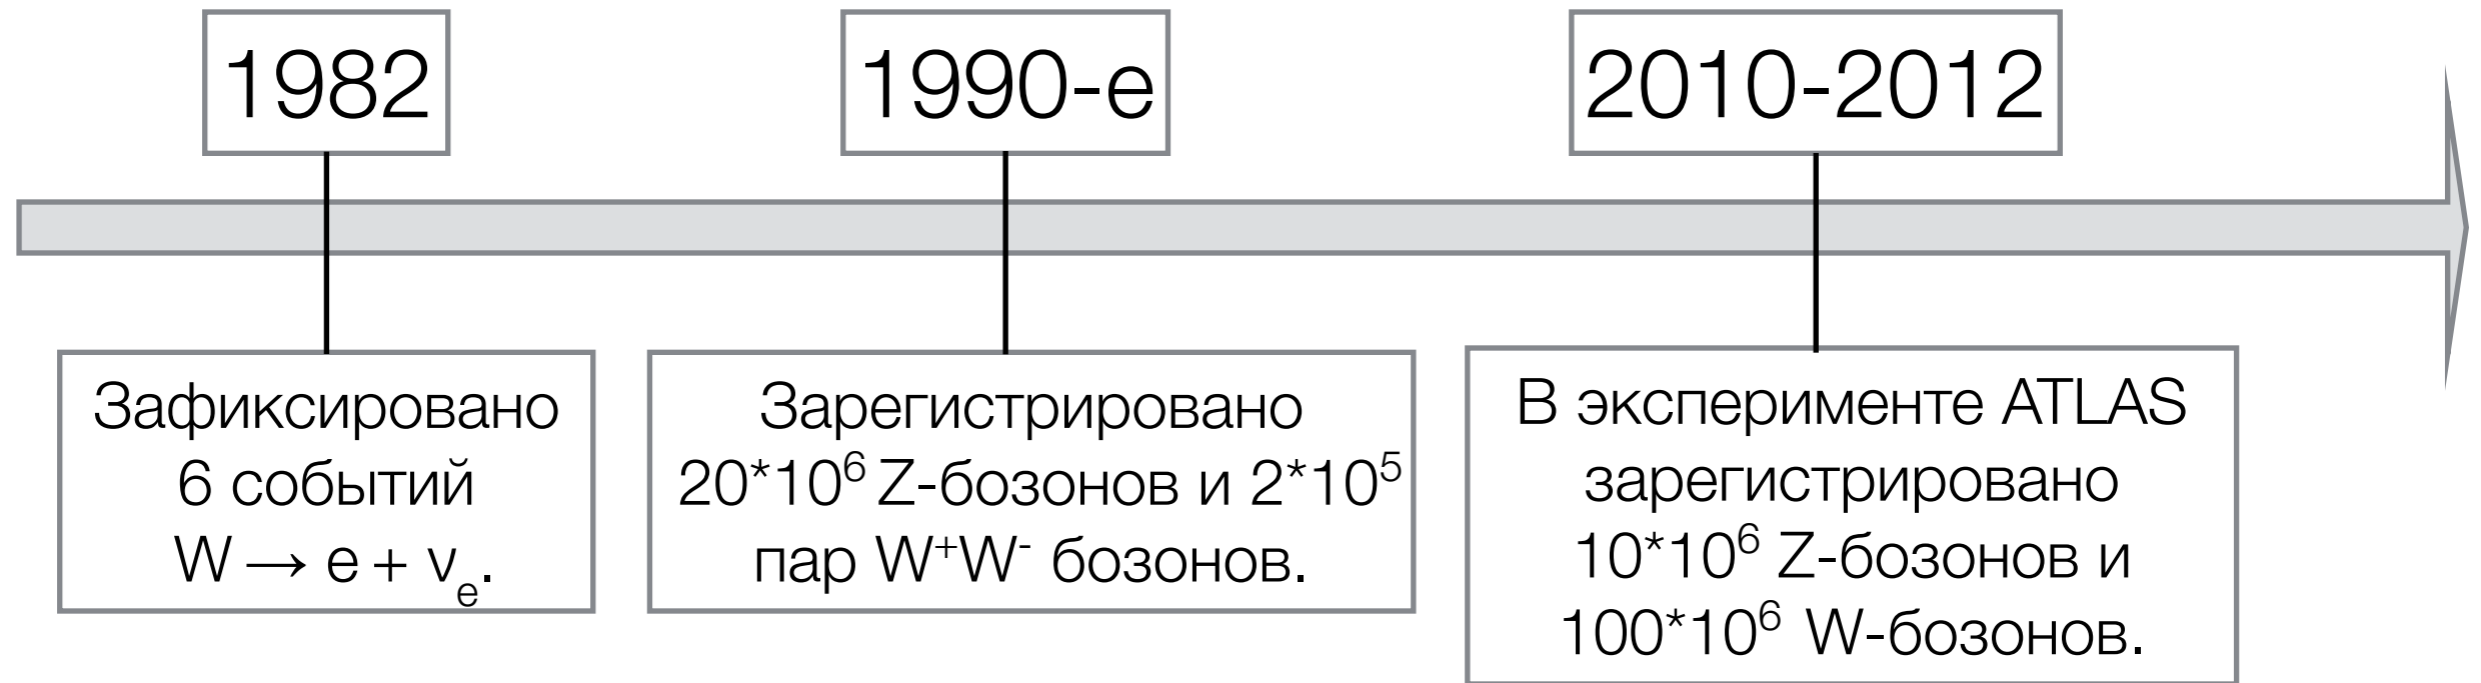 1982
1990-е
2010-2012
Зафиксировано
6 событий
W → e + νₑ.
Зарегистрировано
20*10⁶ Z-бозонов и 2*10⁵
пар W⁺W⁻ бозонов.
В эксперименте ATLAS
зарегистрировано
10*10⁶ Z-бозонов и
100*10⁶ W-бозонов.